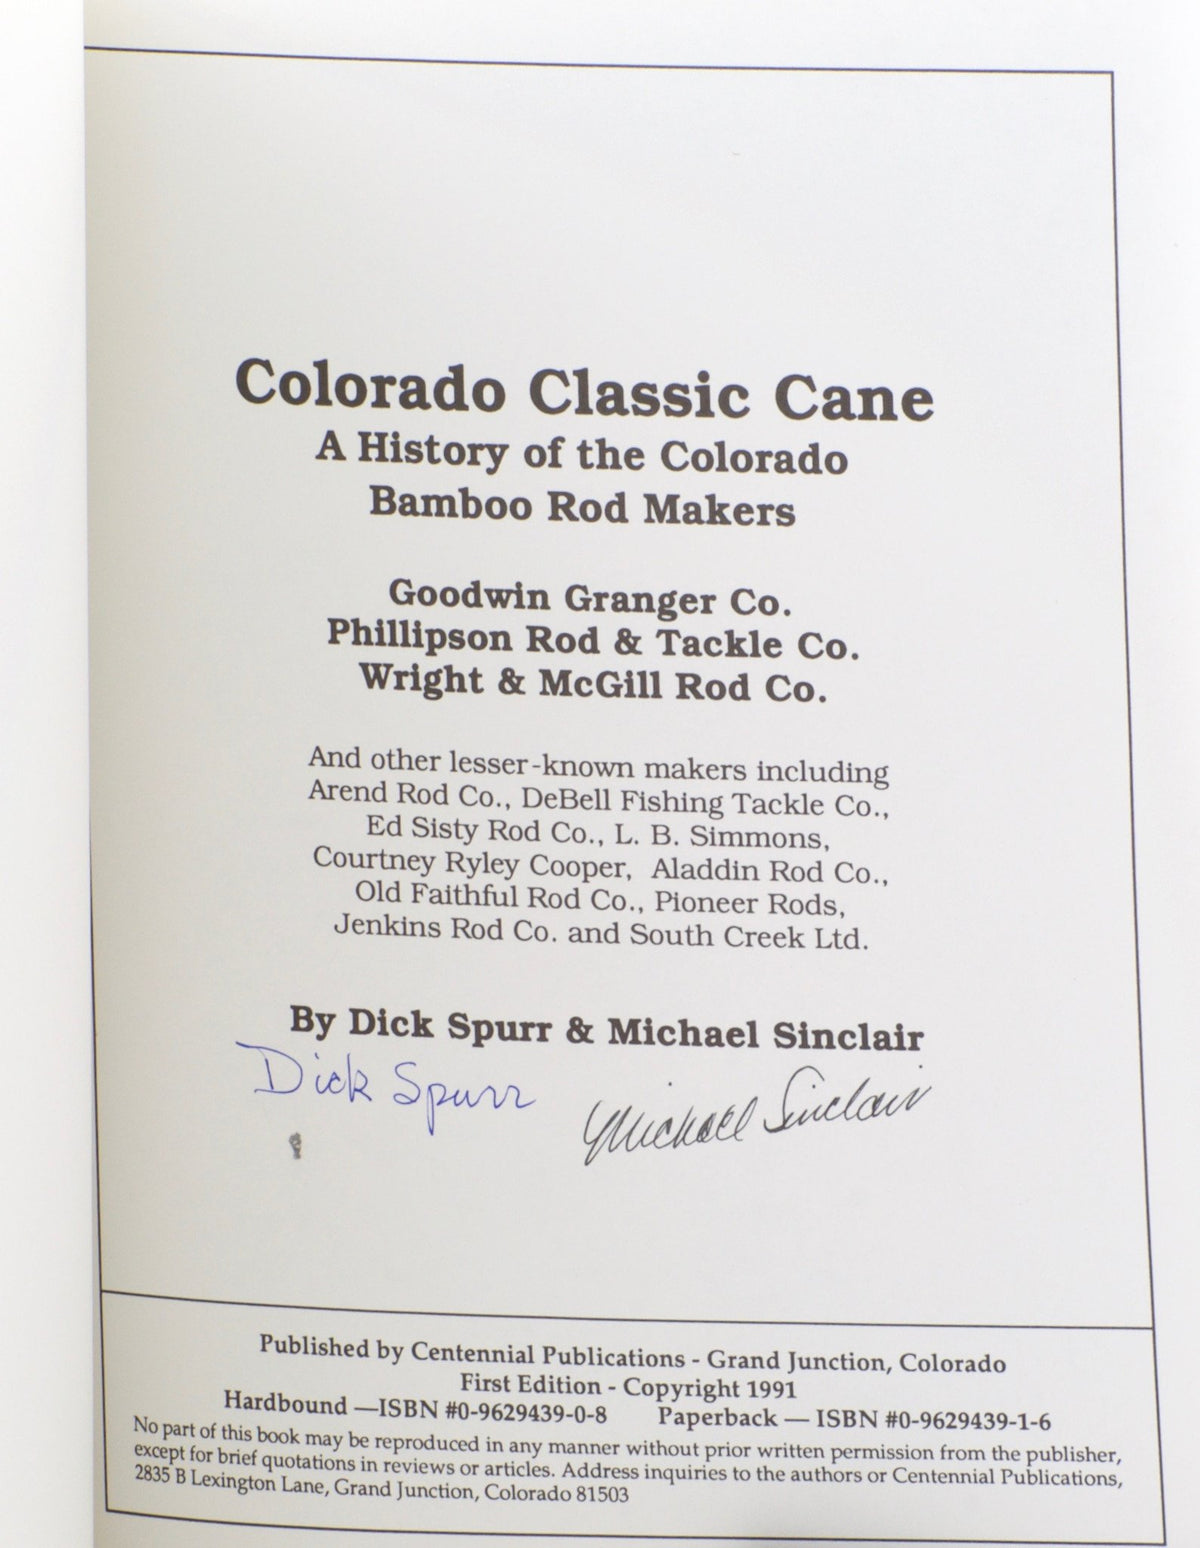 Colorado Classic Cane
A History of the Colorado
Bamboo Rod Makers
Goodwin Granger Co.
Phillipson Rod & Tackle Co.
Wright & McGill Rod Co.
And other lesser-known makers including
Arend Rod Co., DeBell Fishing Tackle Co.,
Ed Sisty Rod Co., L. B. Simmons,
Courtney Ryley Cooper, Aladdin Rod Co.,
Old Faithful Rod Co., Pioneer Rods,
Jenkins Rod Co. and South Creek Ltd.
By Dick Spurr & Michael Sinclair
Dick Spurr
Michael Sinclair
Published by Centennial Publications - Grand Junction, Colorado
First Edition - Copyright 1991
Hardbound —ISBN #0-9629439-0-8 Paperback — ISBN #0-9629439-1-6
No part of this book may be reproduced in any manner without prior written permission from the publisher,
except for brief quotations in reviews or articles. Address inquiries to the authors or Centennial Publications,
2835 B Lexington Lane, Grand Junction, Colorado 81503